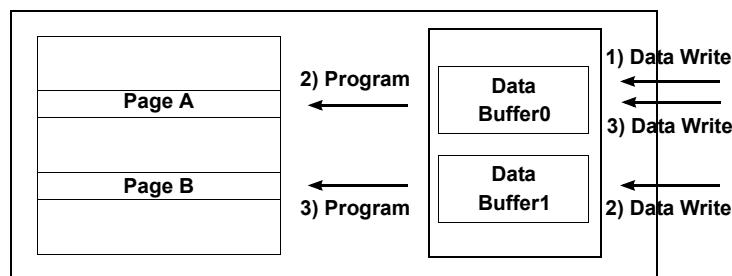 1) Data Write
2) Program
Data
Buffer0
Page A
3) Data Write
Page B
Data
Buffer1
3) Program
2) Data Write